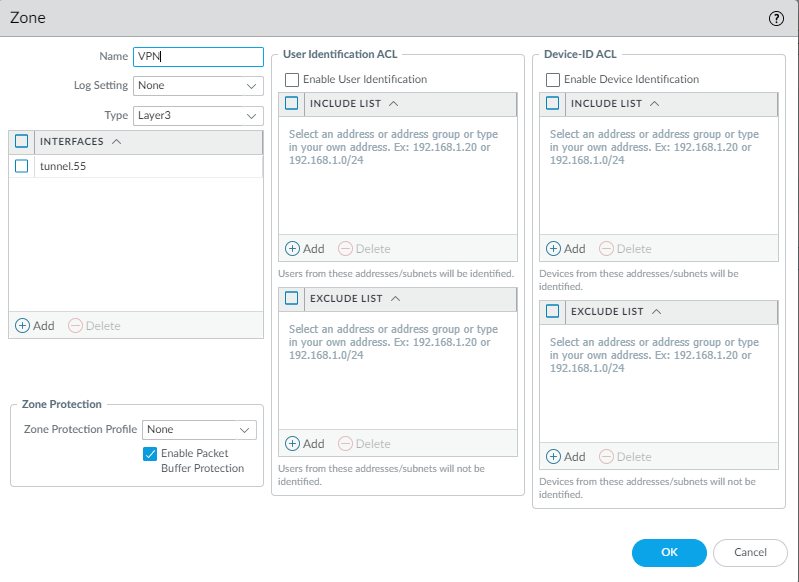 Zone
Name VPN
Log Setting None
Type Layer3
INTERFACES
tunnel.55
Add Delete
Zone Protection
Zone Protection Profile None
Enable Packet
Buffer Protection
User Identification ACL
Enable User Identification
INCLUDE LIST
Select an address or address group or type
in your own address. Ex: 192.168.1.20 or
192.168.1.0/24
Add Delete
Users from these addresses/subnets will be identified.
EXCLUDE LIST
Select an address or address group or type
in your own address. Ex: 192.168.1.20 or
192.168.1.0/24
Add Delete
Users from these addresses/subnets will not be
identified.
Device-ID ACL
Enable Device Identification
INCLUDE LIST
Select an address or address group or type
in your own address. Ex: 192.168.1.20 or
192.168.1.0/24
Add Delete
Devices from these addresses/subnets will be
identified.
EXCLUDE LIST
Select an address or address group or type
in your own address. Ex: 192.168.1.20 or
192.168.1.0/24
Add Delete
Devices from these addresses/subnets will not be
identified.
OK Cancel